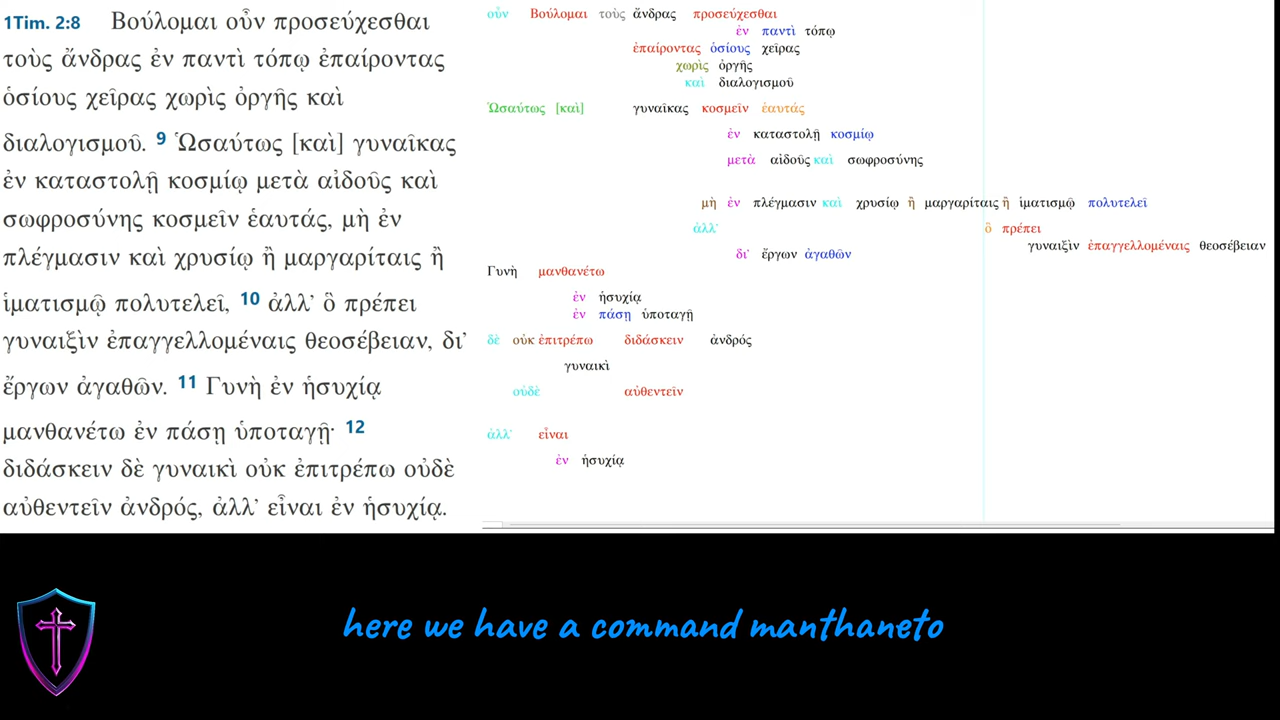 1Tim. 2:8 Βούλομαι οὖν προσεύχεσθαι
τοὺς ἄνδρας ἐν παντὶ τόπῳ ἐπαίροντας
ὁσίους χεῖρας χωρὶς ὀργῆς καὶ
διαλογισμοῦ. 9 Ὡσαύτως [καὶ] γυναῖκας
ἐν καταστολῇ κοσμίῳ μετὰ αἰδοῦς καὶ
σωφροσύνης κοσμεῖν ἑαυτάς, μὴ ἐν
πλέγμασιν καὶ χρυσίῳ ἢ μαργαρίταις ἢ
ἱματισμῷ πολυτελεῖ, 10 ἀλλ’ ὃ πρέπει
γυναιξὶν ἐπαγγελλομέναις θεοσέβειαν, δι’
ἔργων ἀγαθῶν. 11 Γυνὴ ἐν ἡσυχίᾳ
μανθανέτω ἐν πάσῃ ὑποταγῇ· 12
διδάσκειν δὲ γυναικὶ οὐκ ἐπιτρέπω οὐδὲ
αὐθεντεῖν ἀνδρός, ἀλλ’ εἶναι ἐν ἡσυχίᾳ.
οὖν Βούλομαι τοὺς ἄνδρας προσεύχεσθαι
ἐν παντὶ τόπῳ
ἐπαίροντας ὁσίους χεῖρας
χωρὶς ὀργῆς
καὶ διαλογισμοῦ
Ὡσαύτως [καὶ] γυναῖκας κοσμεῖν ἑαυτάς
ἐν καταστολῇ κοσμίῳ
μετὰ αἰδοῦς καὶ σωφροσύνης
μὴ ἐν πλέγμασιν καὶ χρυσίῳ ἢ μαργαρίταις ἢ ἱματισμῷ πολυτελεῖ
ἀλλ’ ὃ πρέπει
γυναιξὶν ἐπαγγελλομέναις θεοσέβειαν
δι’ ἔργων ἀγαθῶν
Γυνὴ μανθανέτω
ἐν ἡσυχίᾳ
ἐν πάσῃ ὑποταγῇ
δὲ οὐκ ἐπιτρέπω διδάσκειν ἀνδρός
γυναικὶ
οὐδὲ αὐθεντεῖν
ἀλλ’ εἶναι
ἐν ἡσυχίᾳ
here we have a command manthaneto